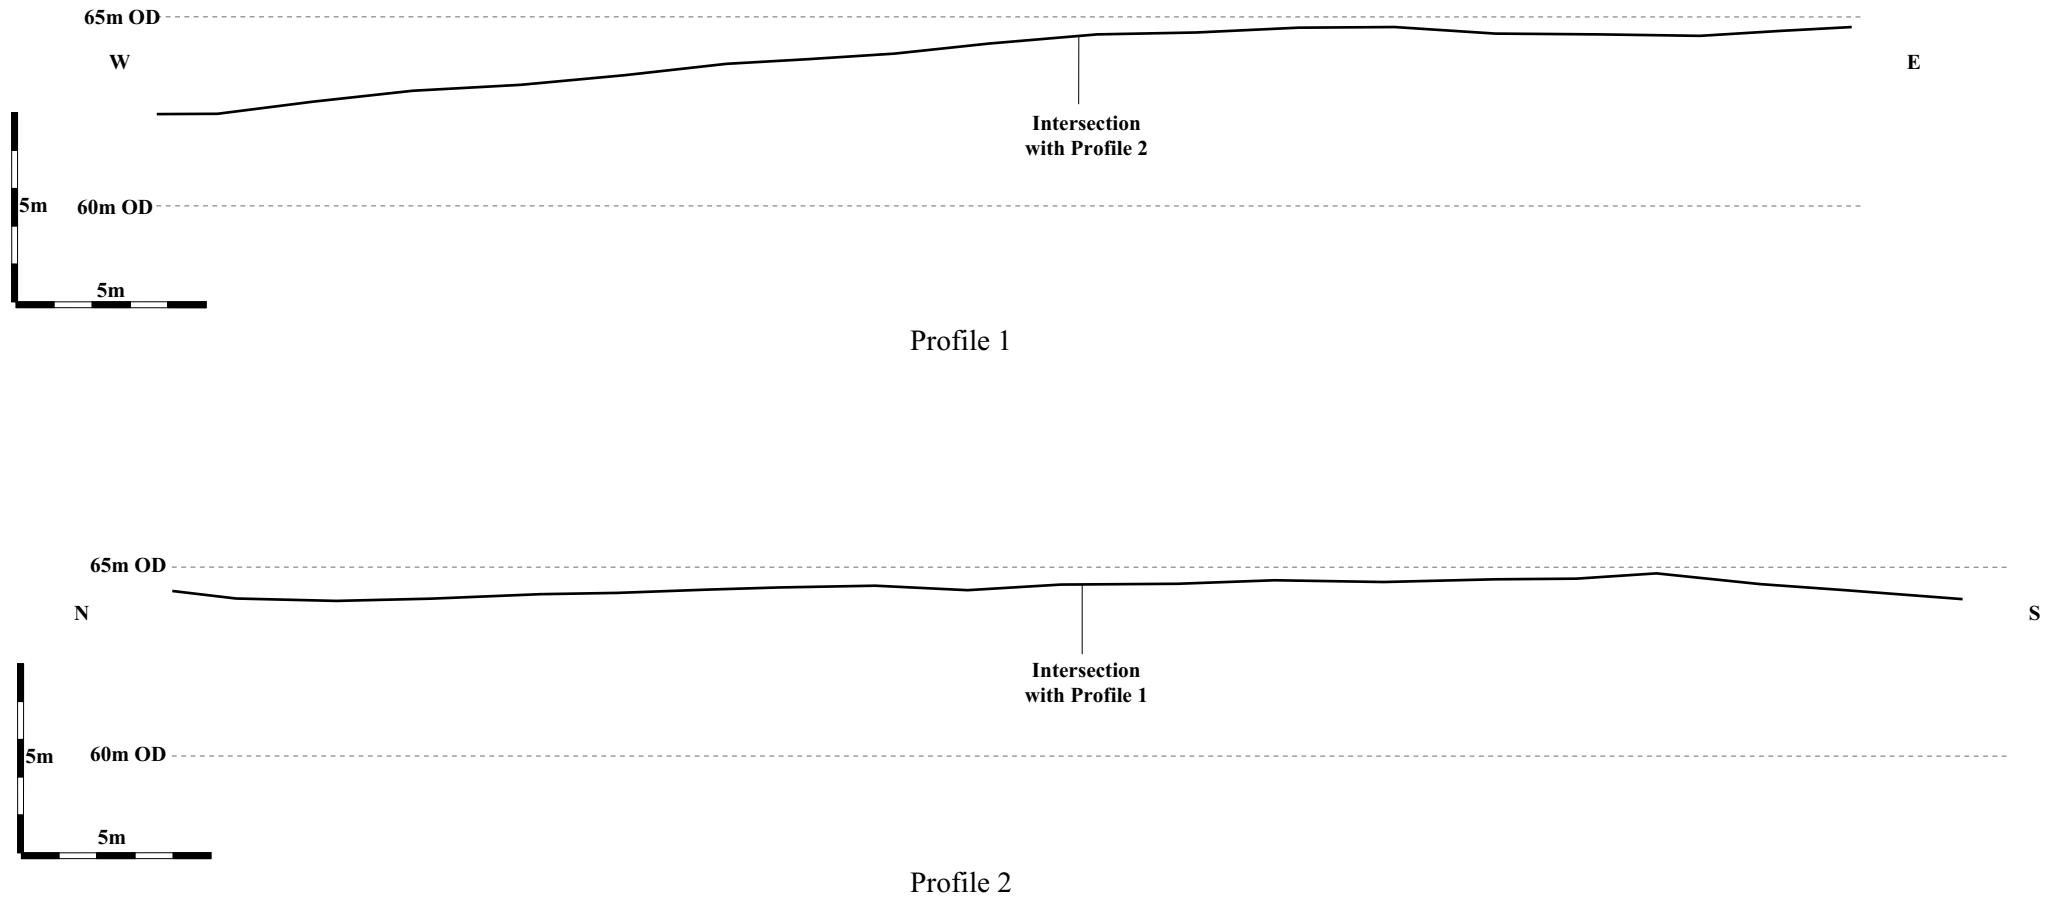 65m OD
W
E
Intersection
with Profile 2
5m
60m OD
5m
Profile 1
65m OD
N
S
Intersection
with Profile 1
5m
60m OD
5m
Profile 2